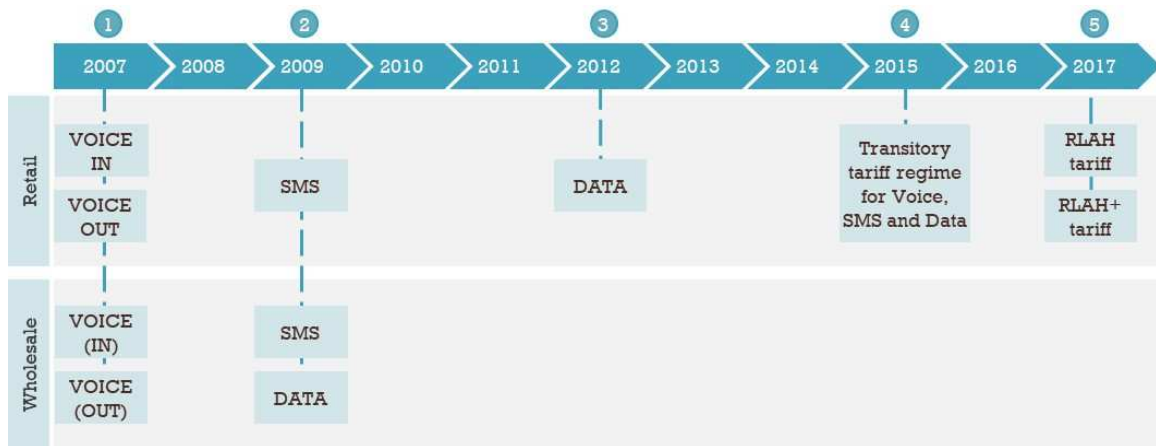 1 2 3 4 5
2007 2008 2009 2010 2011 2012 2013 2014 2015 2016 2017
Retail
VOICE
IN
VOICE
OUT
SMS
DATA
Transitory
tariff regime
for Voice,
SMS and Data
RLAH
tariff
RLAH+
tariff
Wholesale
VOICE
(IN)
VOICE
(OUT)
SMS
DATA